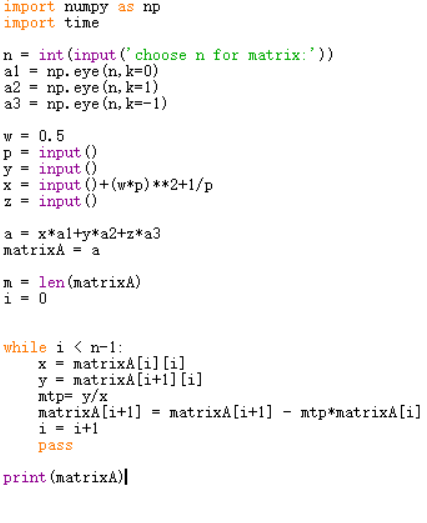 import numpy as np
import time
n = int(input('choose n for matrix:'))
a1 = np.eye(n,k=0)
a2 = np.eye(n,k=1)
a3 = np.eye(n,k=-1)
w = 0.5
p = input()
y = input()
x = input()+(w*p)**2+1/p
z = input()
a = x*a1+y*a2+z*a3
matrixA = a
m = len(matrixA)
i = 0
while i < n-1:
    x = matrixA[i][i]
    y = matrixA[i+1][i]
    mtp= y/x
    matrixA[i+1] = matrixA[i+1] - mtp*matrixA[i]
    i = i+1
    pass
print(matrixA)